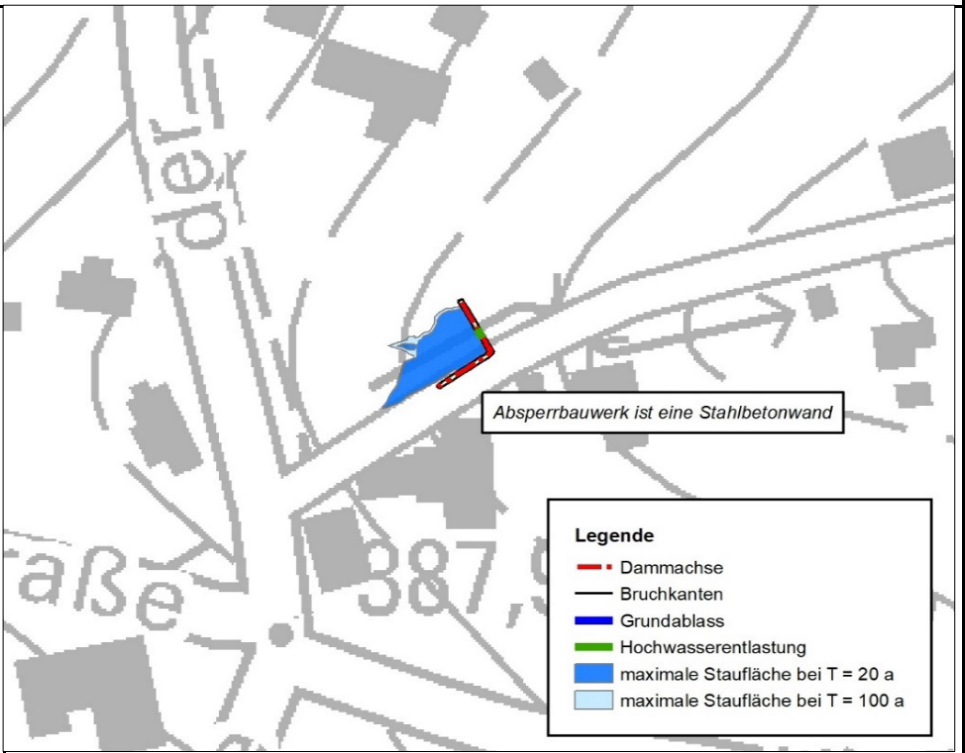 der
Absperrbauwerk ist eine Stahlbetonwand
Legende
Dammachse
Bruchkanten
Grundablass
Hochwasserentlastung
maximale Staufläche bei T = 20 a
maximale Staufläche bei T = 100 a
387,9
raße